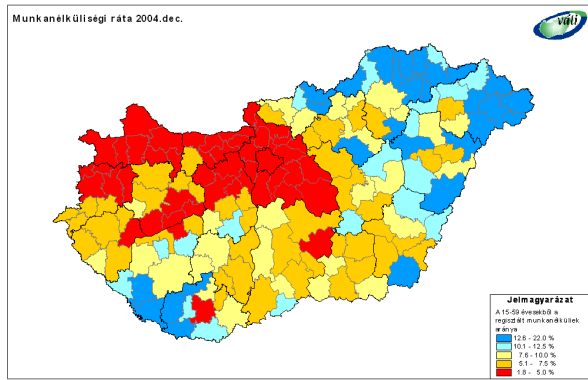 Munkanélküliségi ráta 2004.dec.
váti
Jelmagyarázat
A 15-59 évesekből a
regisztált munkanélküliek
aránya
12.6 - 22.0 %
10.1 - 12.5 %
7.6 - 10.0 %
5.1 - 7.5 %
1.8 - 5.0 %